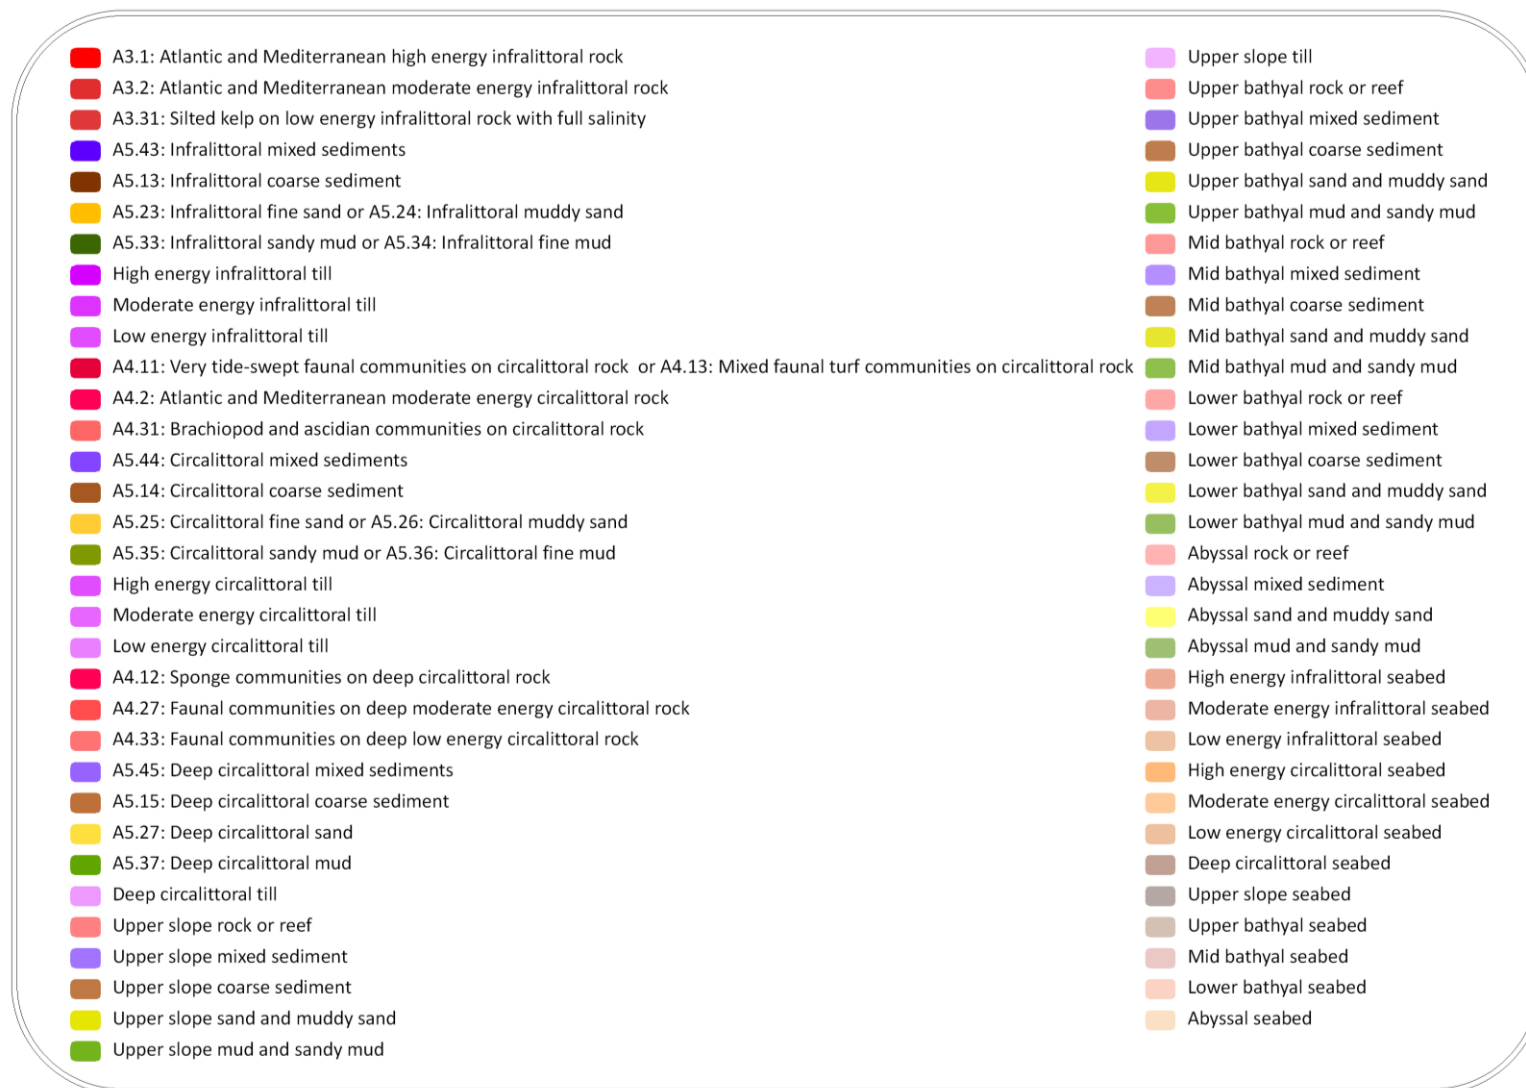 A3.1: Atlantic and Mediterranean high energy infralittoral rock
A3.2: Atlantic and Mediterranean moderate energy infralittoral rock
A3.31: Silted kelp on low energy infralittoral rock with full salinity
A5.43: Infralittoral mixed sediments
A5.13: Infralittoral coarse sediment
A5.23: Infralittoral fine sand or A5.24: Infralittoral muddy sand
A5.33: Infralittoral sandy mud or A5.34: Infralittoral fine mud
High energy infralittoral till
Moderate energy infralittoral till
Low energy infralittoral till
A4.11: Very tide-swept faunal communities on circalittoral rock  or A4.13: Mixed faunal turf communities on circalittoral rock
A4.2: Atlantic and Mediterranean moderate energy circalittoral rock
A4.31: Brachiopod and ascidian communities on circalittoral rock
A5.44: Circalittoral mixed sediments
A5.14: Circalittoral coarse sediment
A5.25: Circalittoral fine sand or A5.26: Circalittoral muddy sand
A5.35: Circalittoral sandy mud or A5.36: Circalittoral fine mud
High energy circalittoral till
Moderate energy circalittoral till
Low energy circalittoral till
A4.12: Sponge communities on deep circalittoral rock
A4.27: Faunal communities on deep moderate energy circalittoral rock
A4.33: Faunal communities on deep low energy circalittoral rock
A5.45: Deep circalittoral mixed sediments
A5.15: Deep circalittoral coarse sediment
A5.27: Deep circalittoral sand
A5.37: Deep circalittoral mud
Deep circalittoral till
Upper slope rock or reef
Upper slope mixed sediment
Upper slope coarse sediment
Upper slope sand and muddy sand
Upper slope mud and sandy mud
Upper slope till
Upper bathyal rock or reef
Upper bathyal mixed sediment
Upper bathyal coarse sediment
Upper bathyal sand and muddy sand
Upper bathyal mud and sandy mud
Mid bathyal rock or reef
Mid bathyal mixed sediment
Mid bathyal coarse sediment
Mid bathyal sand and muddy sand
Mid bathyal mud and sandy mud
Lower bathyal rock or reef
Lower bathyal mixed sediment
Lower bathyal coarse sediment
Lower bathyal sand and muddy sand
Lower bathyal mud and sandy mud
Abyssal rock or reef
Abyssal mixed sediment
Abyssal sand and muddy sand
Abyssal mud and sandy mud
High energy infralittoral seabed
Moderate energy infralittoral seabed
Low energy infralittoral seabed
High energy circalittoral seabed
Moderate energy circalittoral seabed
Low energy circalittoral seabed
Deep circalittoral seabed
Upper slope seabed
Upper bathyal seabed
Mid bathyal seabed
Lower bathyal seabed
Abyssal seabed